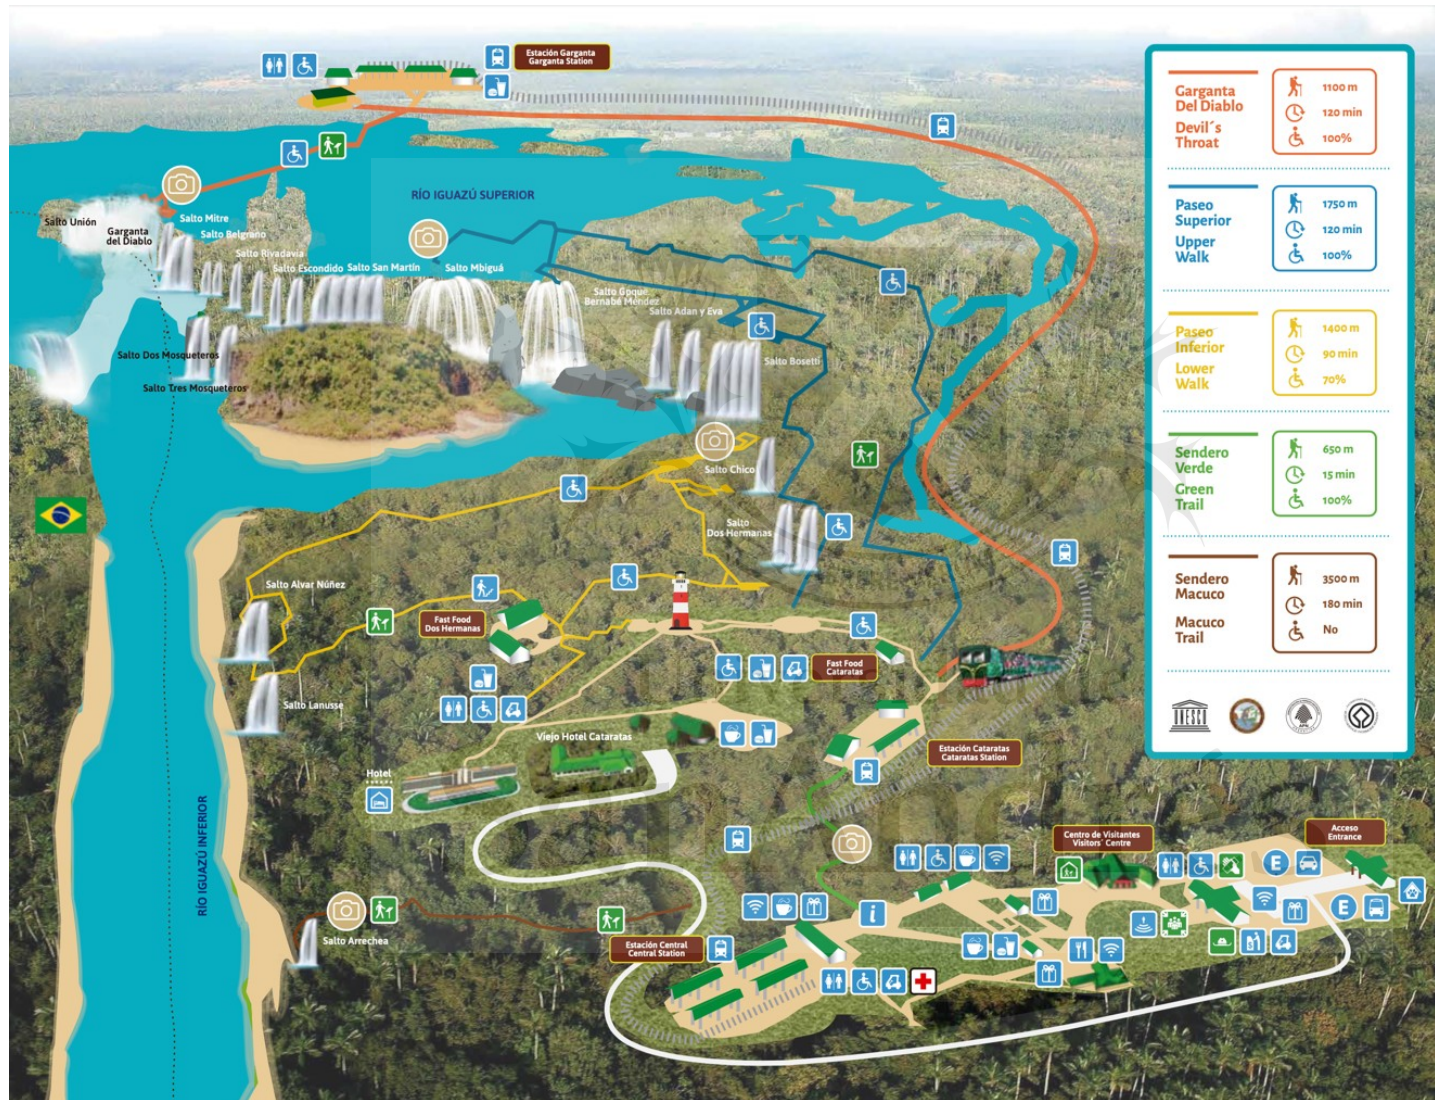 Estación Garganta
Garganta Station
RÍO IGUAZÚ SUPERIOR
Salto Unión
Garganta
del Diablo
Salto Mitre
Salto Belgrano
Salto Rivadavia
Salto Escondido
Salto San Martín
Salto Mbiguá
Bernabé Méndez
Salto Adan y Eva
Salto Bosetti
Salto Dos Mosqueteros
Salto Tres Mosqueteros
Salto Chico
Salto
Dos Hermanas
Salto Alvar Núñez
Fast Food
Dos Hermanas
Fast Food
Cataratas
Salto Lanusse
Viejo Hotel Cataratas
Estación Cataratas
Cataratas Station
Hotel
RÍO IGUAZÚ INFERIOR
Centro de Visitantes
Visitors' Centre
Acceso
Entrance
E
E
i
Salto Arrechea
Estación Central
Central Station
Garganta
Del Diablo
Devil´s
Throat
1100 m
120 min
100%
Paseo
Superior
Upper
Walk
1750 m
120 min
100%
Paseo
Inferior
Lower
Walk
1400 m
90 min
70%
Sendero
Verde
Green
Trail
650 m
15 min
100%
Sendero
Macuco
Macuco
Trail
3500 m
180 min
No
UNESCO